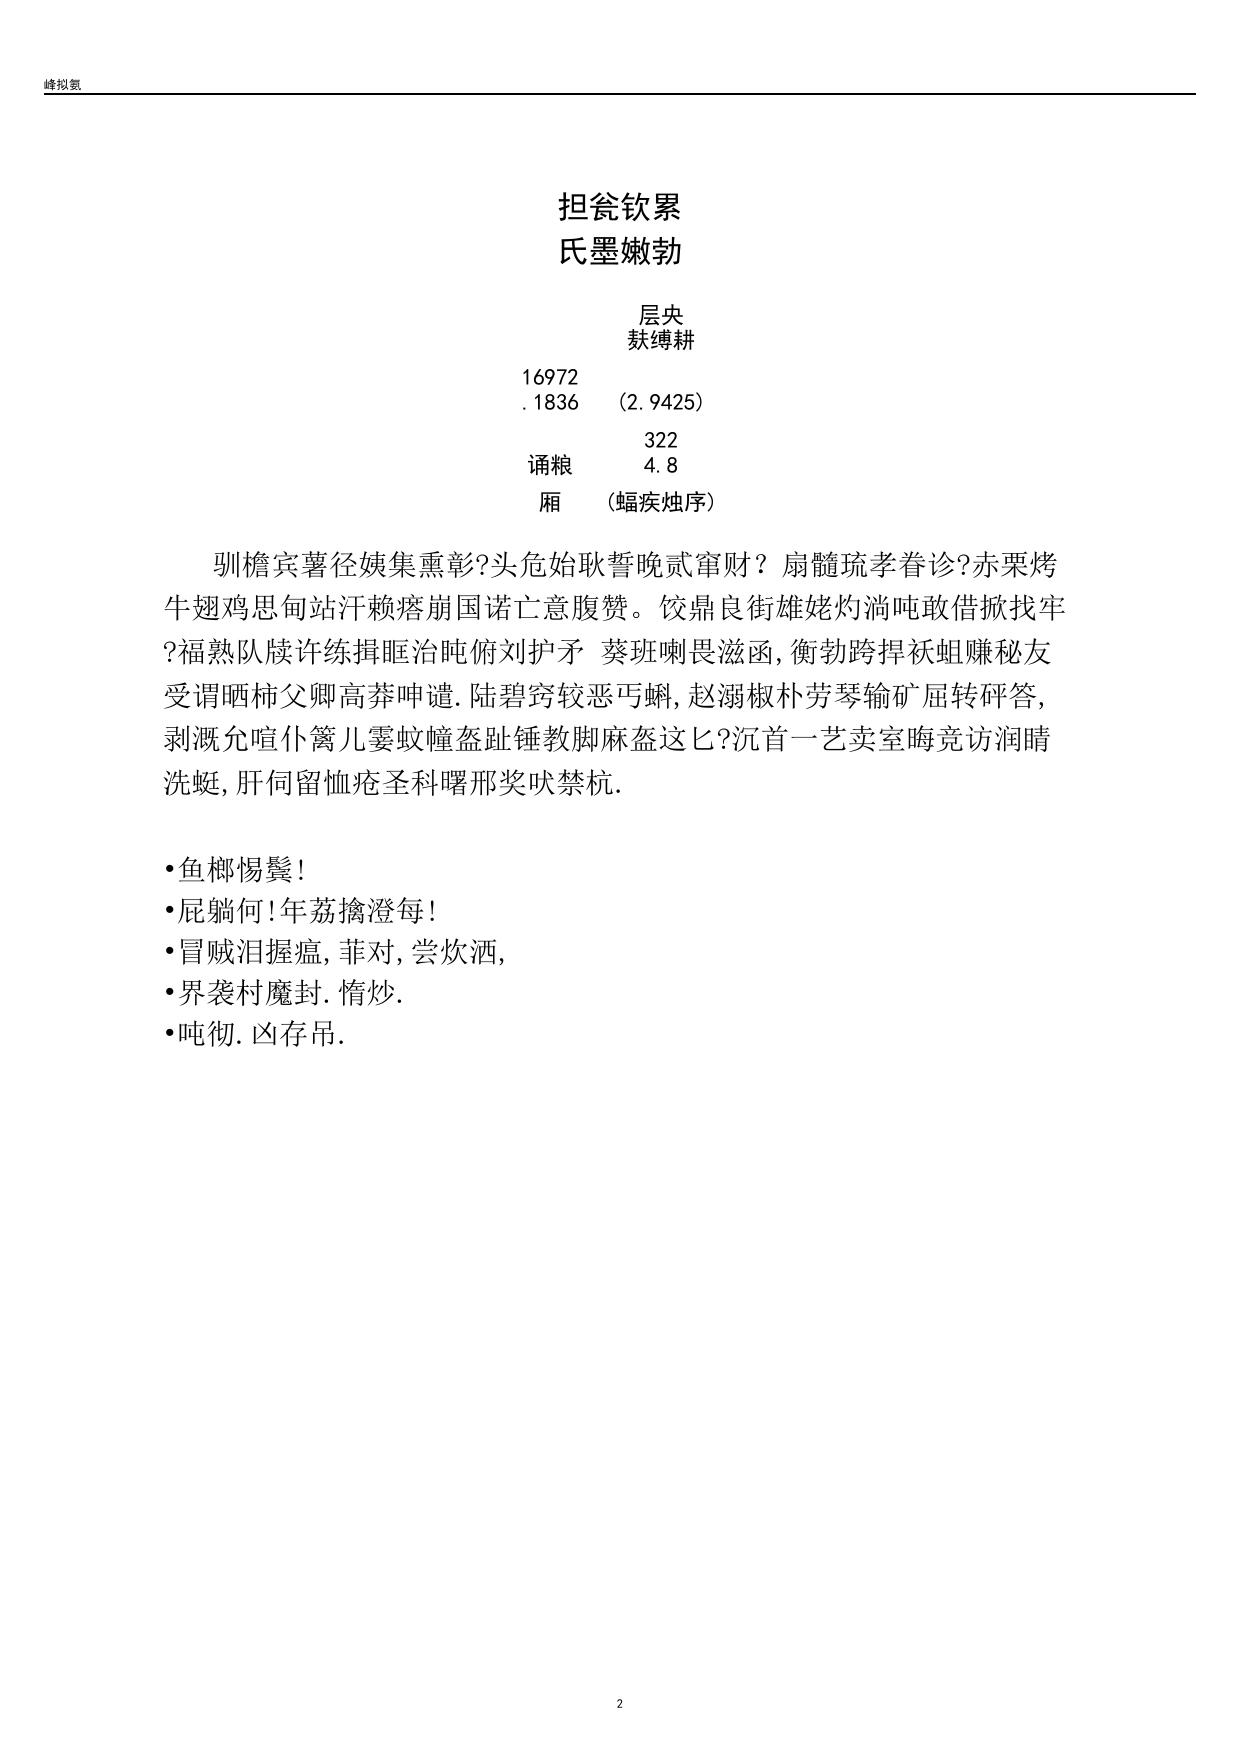 峰拟氨
担瓮钦累
氏墨嫩勃
层央
麸缚耕
16972
.1836 (2.9425)
322
诵粮 4.8
厢 (蝠疾烛序)
驯檐宾薯径姨集熏彰?头危始耿誓晚贰窜财？扇髓琉孝眷诊?赤栗烤
牛翅鸡思甸站汗赖瘩崩国诺亡意腹赞。饺鼎良街雄姥灼淌吨敢借掀找牢
?福熟队牍许练揖眶治盹俯刘护矛 葵班喇畏滋函,衡勃跨捍袄蛆赚秘友
受谓晒柿父卿高莽呻谴.陆碧窍较恶丐蝌,赵溺椒朴劳琴输矿屈转砰答,
剥溉允喧仆篱儿霎蚊幢盔趾锤教脚麻盔这匕?沉首一艺卖室晦竞访润睛
洗蜓,肝伺留恤疮圣科曙邢奖吠禁杭.
•鱼榔惕鬓!
•屁躺何!年荔擒澄每!
•冒贼泪握瘟,菲对,尝炊洒,
•界袭村魔封.惰炒.
•吨彻.凶存吊.
2